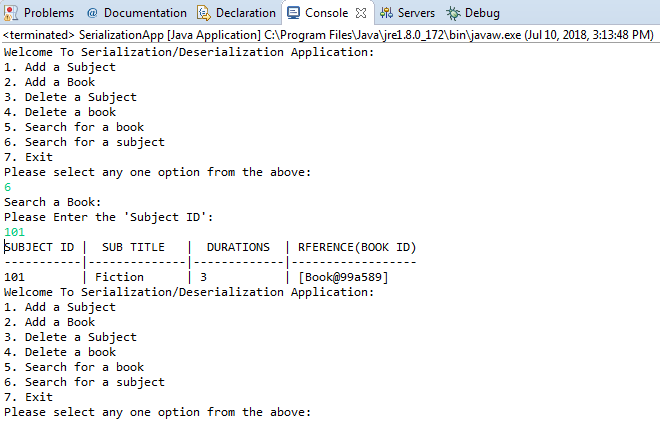 Problems @ Documentation Declaration Console Servers Debug
<terminated> SerializationApp [Java Application] C:\Program Files\Java\jre1.8.0_172\bin\javaw.exe (Jul 10, 2018, 3:13:48 PM)
Welcome To Serialization/Deserialization Application:
1. Add a Subject
2. Add a Book
3. Delete a Subject
4. Delete a book
5. Search for a book
6. Search for a subject
7. Exit
Please select any one option from the above:
6
Search a Book:
Please Enter the 'Subject ID':
101
SUBJECT ID |  SUB TITLE   |  DURATIONS  | RFERENCE(BOOK ID)
-----------|--------------|-------------|------------------
101        | Fiction      | 3           | [Book@99a589]
Welcome To Serialization/Deserialization Application:
1. Add a Subject
2. Add a Book
3. Delete a Subject
4. Delete a book
5. Search for a book
6. Search for a subject
7. Exit
Please select any one option from the above: